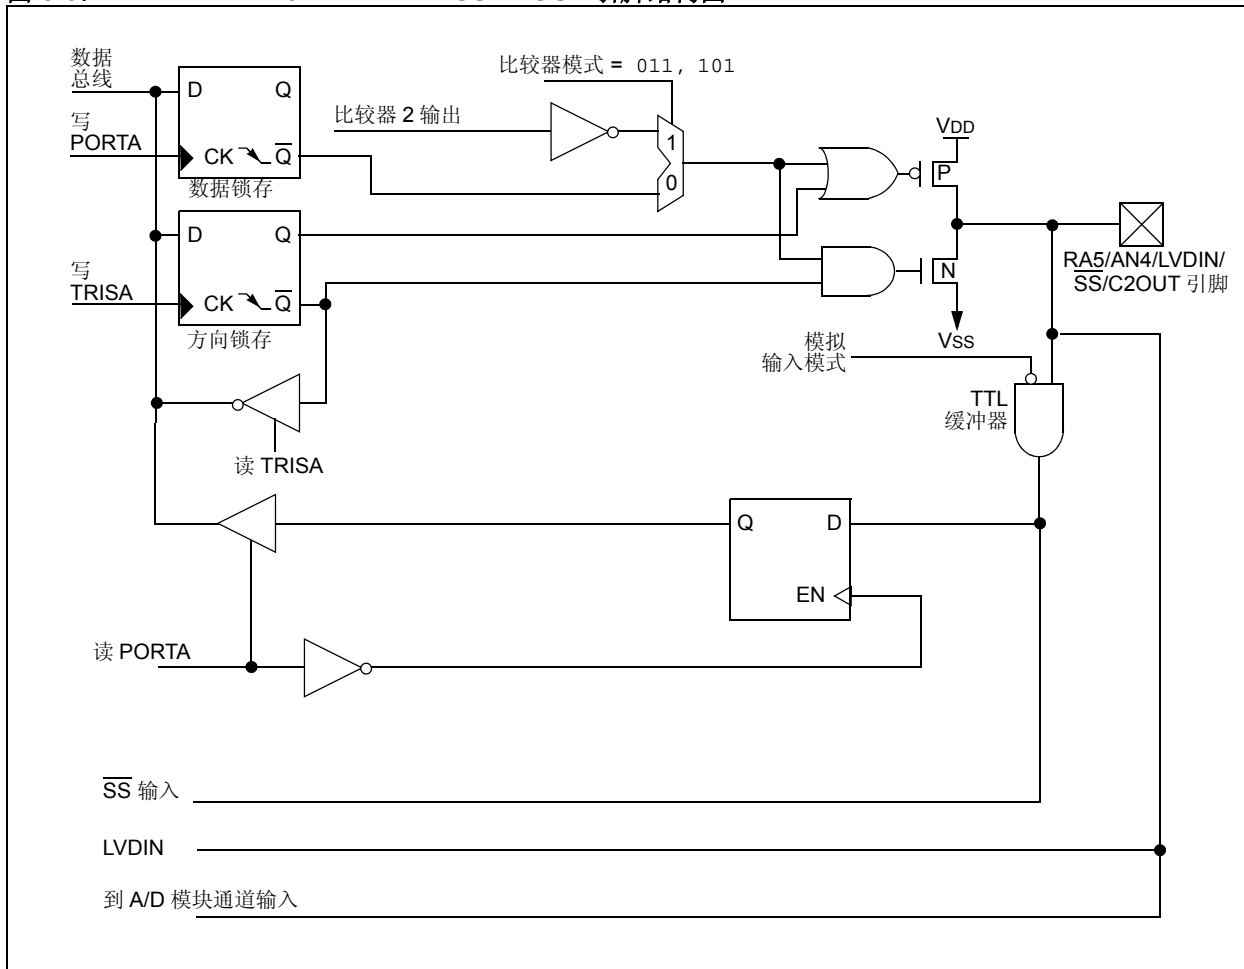 数据
总线
D Q
写
PORTA
CK Q
数据锁存
比较器模式 = 011, 101
比较器 2 输出
1
0
VDD
P
D Q
写
TRISA
CK Q
方向锁存
N
VSS
RA5/AN4/LVDIN/
SS/C2OUT 引脚
模拟
输入模式
TTL
缓冲器
读 TRISA
Q D
EN
读 PORTA
SS 输入
LVDIN
到 A/D 模块通道输入